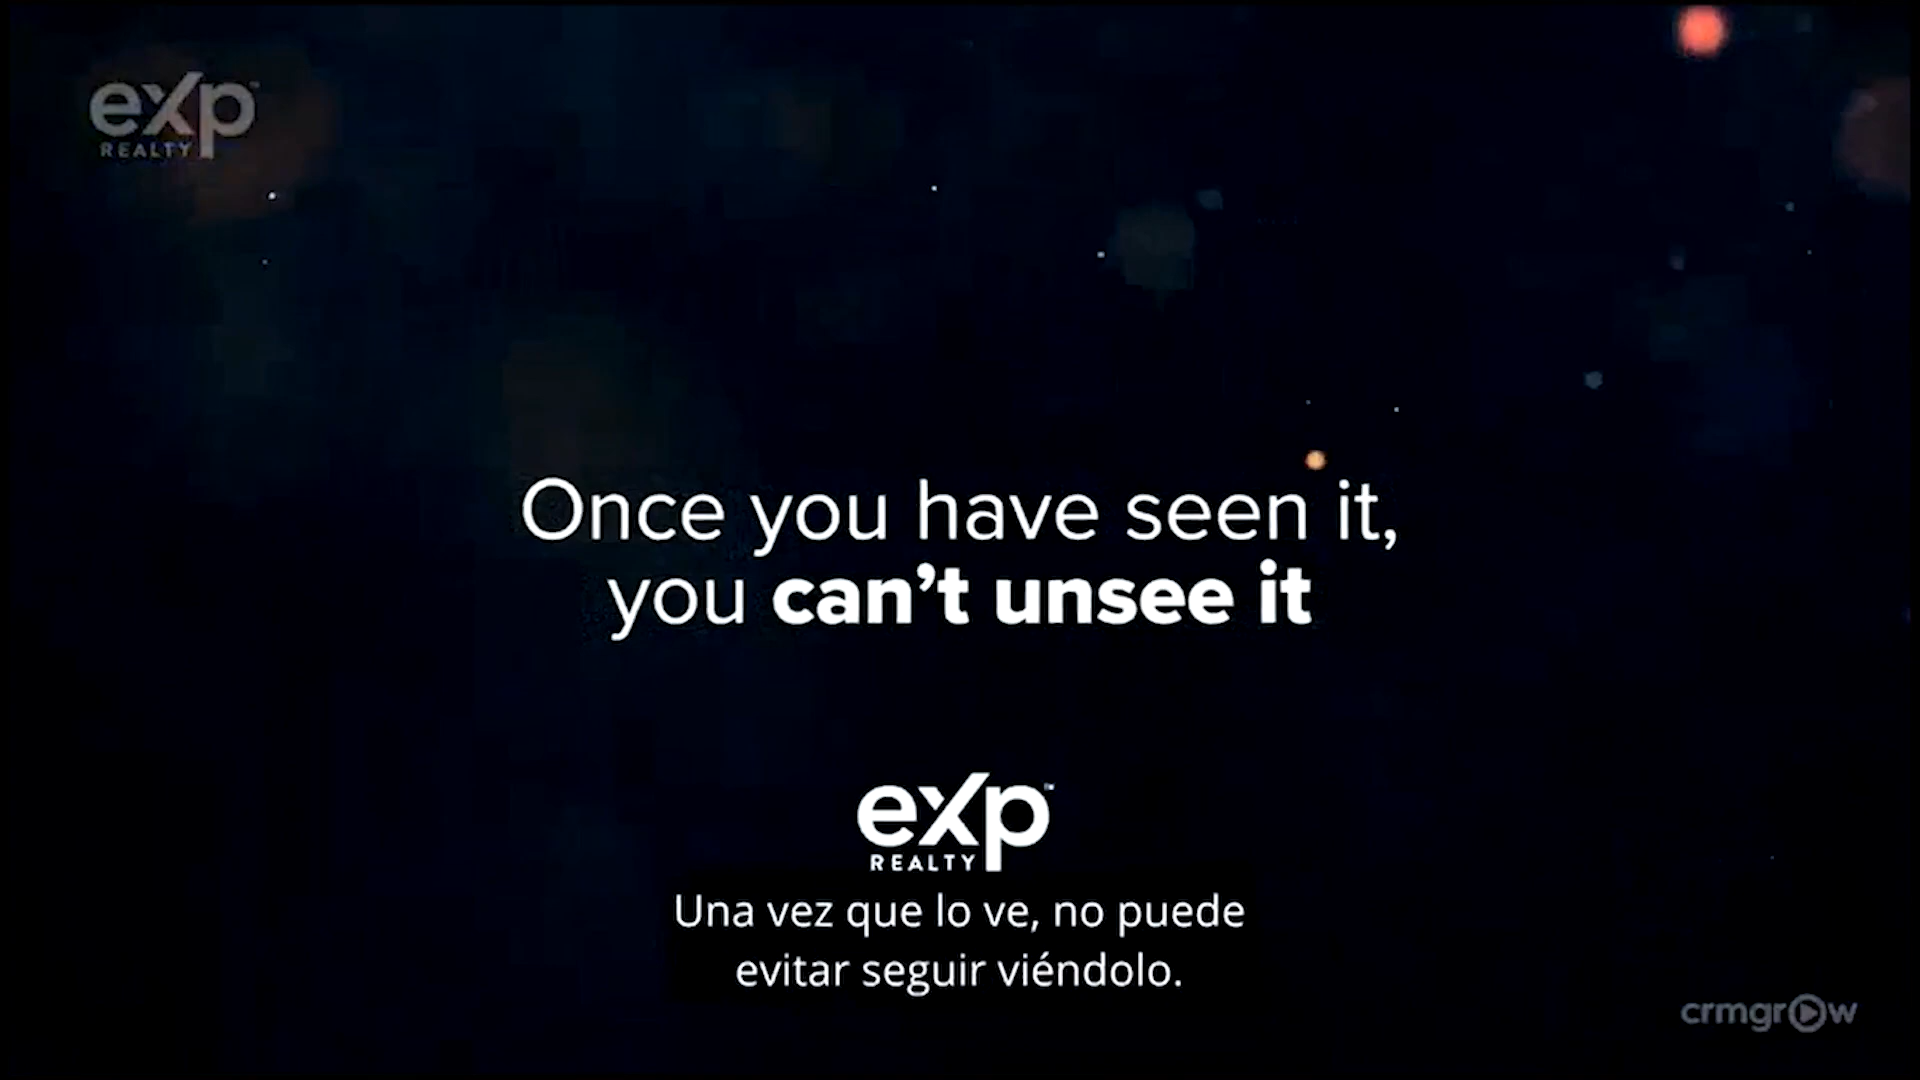 eXp
REALTY
Once you have seen it,
you can't unsee it
eXp
REALTY
Una vez que lo ve, no puede
evitar seguir viéndolo.
crmgrow